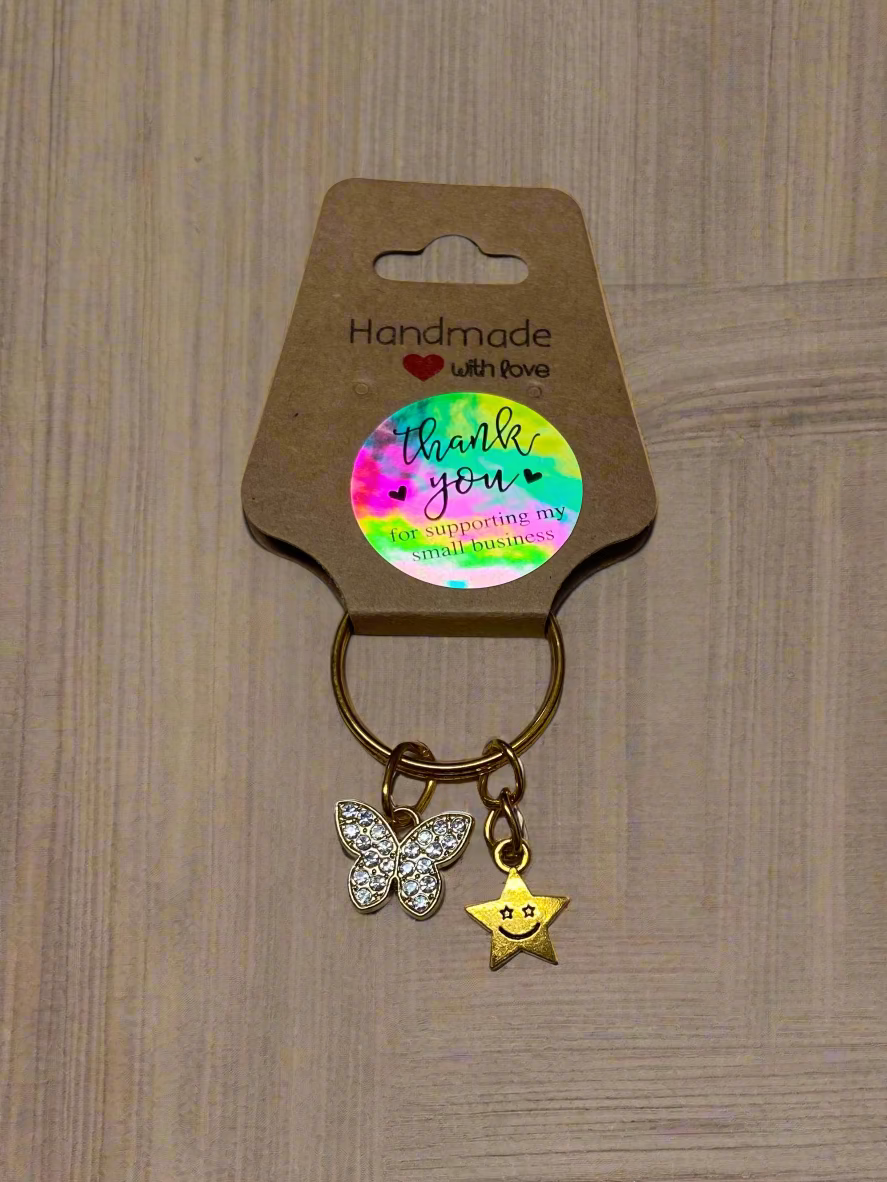 Handmade
with love
thank
you
for supporting my
small business